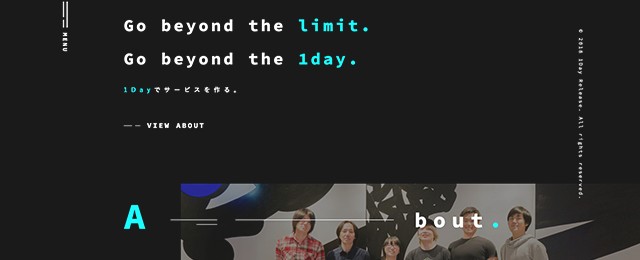 MENU
Go beyond the limit.
Go beyond the 1day.
1Dayでサービスを作る。
VIEW ABOUT
© 2018 1Day Release. All rights reserved.
About.